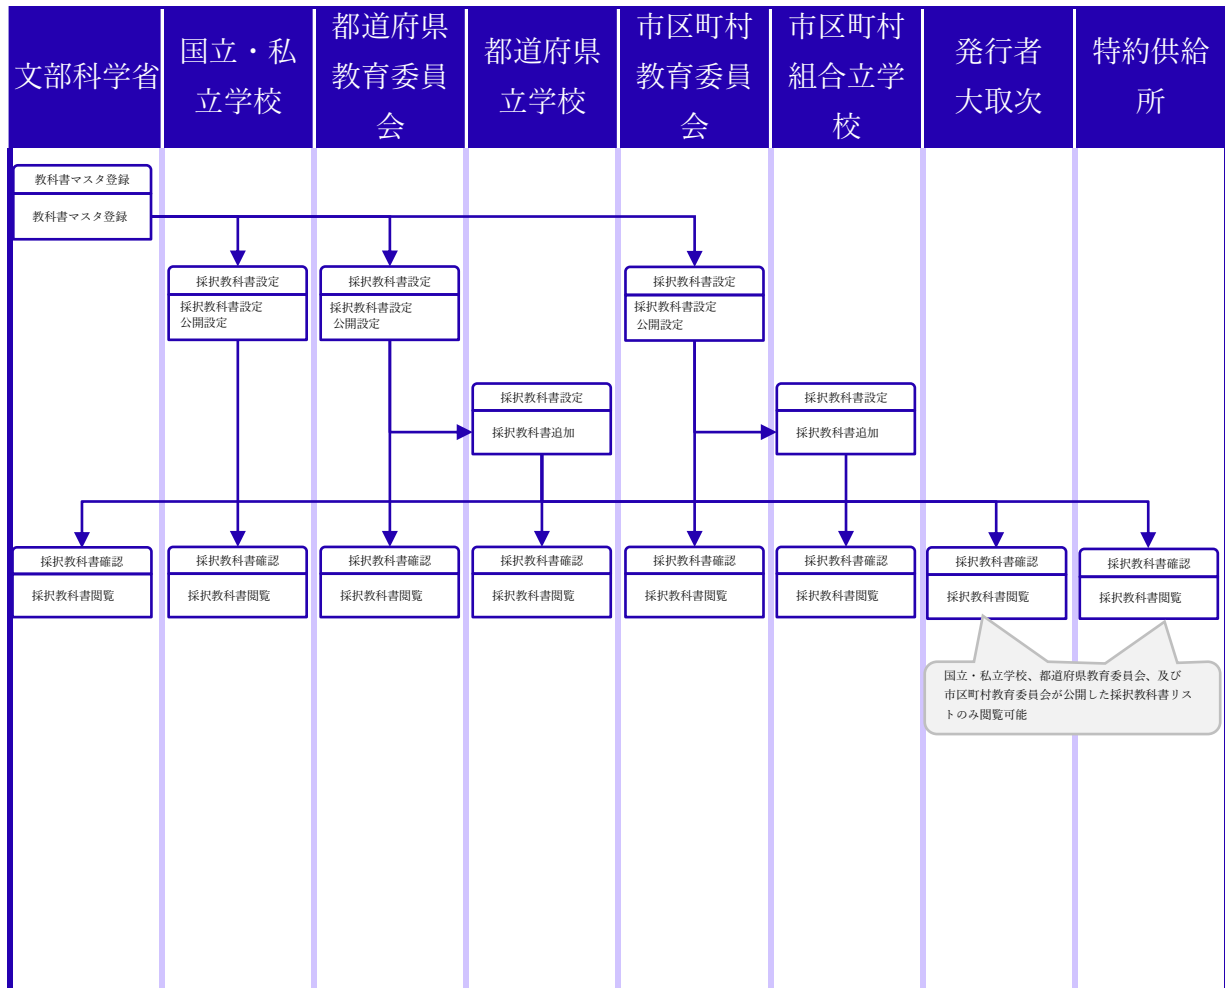 文部科学省
国立・私
立学校
都道府県
教育委員
会
都道府県
立学校
市区町村
教育委員
会
市区町村
組合立学
校
発行者
大取次
特約供給
所
教科書マスタ登録
教科書マスタ登録
採択教科書設定
採択教科書設定
公開設定
採択教科書設定
採択教科書設定
公開設定
採択教科書設定
採択教科書設定
公開設定
採択教科書設定
採択教科書追加
採択教科書設定
採択教科書追加
採択教科書確認
採択教科書閲覧
採択教科書確認
採択教科書閲覧
採択教科書確認
採択教科書閲覧
採択教科書確認
採択教科書閲覧
採択教科書確認
採択教科書閲覧
採択教科書確認
採択教科書閲覧
採択教科書確認
採択教科書閲覧
採択教科書確認
採択教科書閲覧
国立・私立学校、都道府県教育委員会、及び
市区町村教育委員会が公開した採択教科書リス
トのみ閲覧可能